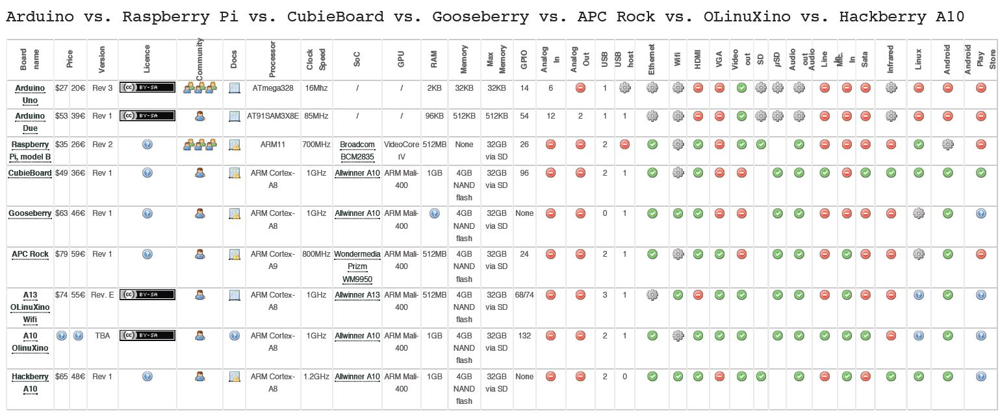 Arduino vs. Raspberry Pi vs. CubieBoard vs. Gooseberry vs. APC Rock vs. OLinuXino vs. Hackberry A10
Board name Price Version Licence Community Docs Processor Clock Speed SoC GPU RAM Memory Max Memory GPIO Analog In Analog Out USB USB host Ethernet Wifi HDMI VGA Video out SD µSD Audio out Audio Line In Mic. In Sata Infrared Linux Android Android Play Store
Arduino $27 20€ Rev 3 (cc) BY-SA ATmega328 16Mhz / / 2KB 32KB 32KB 14 6 1
Uno
Arduino $53 39€ Rev 1 (cc) BY-SA AT91SAM3X8E 85MHz / / 96KB 512KB 512KB 54 12 2 1 1
Due
Raspberry $35 26€ Rev 2 ARM11 700MHz Broadcom VideoCore 512MB None 32GB 26 2
Pi, model B BCM2835 IV via SD
CubieBoard $49 36€ Rev 1 ARM Cortex- 1GHz Allwinner A10 ARM Mali- 1GB 4GB 32GB 96 2 1
A8 400 NAND via SD
flash
Gooseberry $63 46€ Rev 1 ARM Cortex- 1GHz Allwinner A10 ARM Mali- 4GB 32GB None 0 1
A8 400 NAND via SD
flash
APC Rock $79 59€ Rev 1 ARM Cortex- 800MHz Wondermedia ARM Mali- 512MB 4GB 32GB 24 2 1
A9 Prizm 400 NAND via SD
WM9950 flash
A13 $74 55€ Rev. E (cc) BY-SA ARM Cortex- 1GHz Allwinner A13 ARM Mali- 512MB 4GB 32GB 68/74 3 1
OLinuXino A8 400 NAND via SD
Wifi flash
A10 TBA (cc) BY-SA ARM Cortex- 1GHz Allwinner A10 ARM Mali- 1GB 4GB 32GB 132 2 1
OlinuXino A8 400 NAND via SD
flash
Hackberry $65 48€ Rev 1 ARM Cortex- 1.2GHz Allwinner A10 ARM Mali- 1GB 4GB 32GB None 2 0
A10 A8 400 NAND via SD
flash